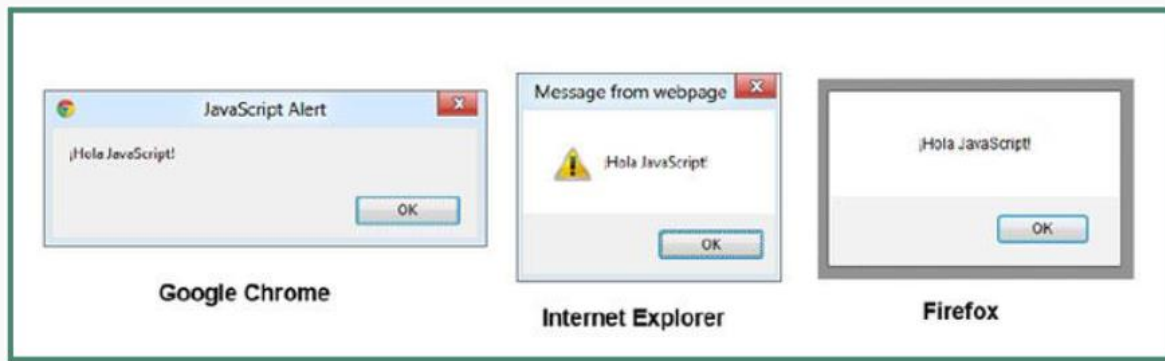 JavaScript Alert
¡Hola JavaScript!
OK
Google Chrome
Message from webpage
¡Hola JavaScript!
OK
Internet Explorer
¡Hola JavaScript!
OK
Firefox